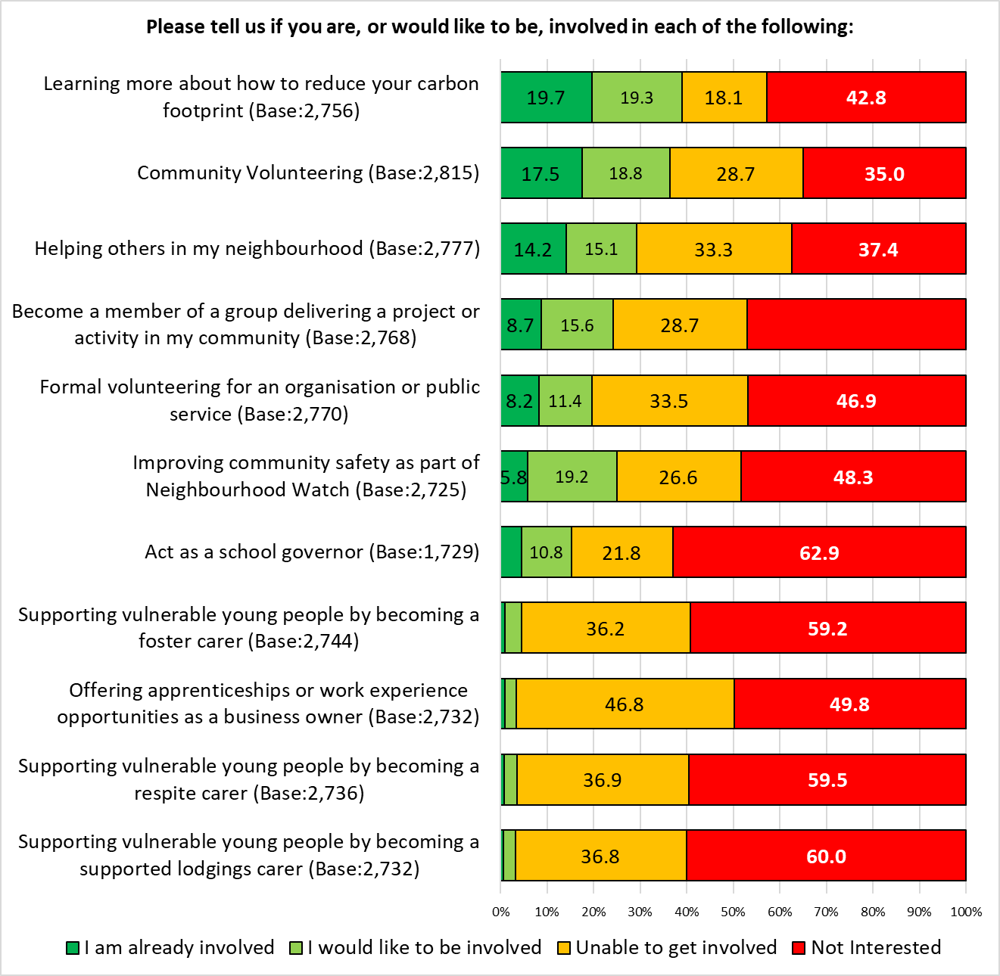 Please tell us if you are, or would like to be, involved in each of the following:
Learning more about how to reduce your carbon
footprint (Base:2,756)
19.7 19.3 18.1 42.8
Community Volunteering (Base:2,815)
17.5 18.8 28.7 35.0
Helping others in my neighbourhood (Base:2,777)
14.2 15.1 33.3 37.4
Become a member of a group delivering a project or
activity in my community (Base:2,768)
8.7 15.6 28.7
Formal volunteering for an organisation or public
service (Base:2,770)
8.2 11.4 33.5 46.9
Improving community safety as part of
Neighbourhood Watch (Base:2,725)
5.8 19.2 26.6 48.3
Act as a school governor (Base:1,729)
10.8 21.8 62.9
Supporting vulnerable young people by becoming a
foster carer (Base:2,744)
36.2 59.2
Offering apprenticeships or work experience
opportunities as a business owner (Base:2,732)
46.8 49.8
Supporting vulnerable young people by becoming a
respite carer (Base:2,736)
36.9 59.5
Supporting vulnerable young people by becoming a
supported lodgings carer (Base:2,732)
36.8 60.0
0% 10% 20% 30% 40% 50% 60% 70% 80% 90% 100%
I am already involved I would like to be involved Unable to get involved Not Interested